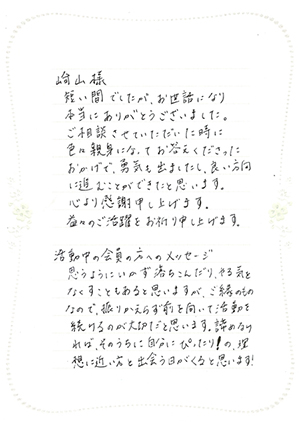 崎山様
短い間でしたが、お世話になり
本当にありがとうございました。
ご相談させていただいた時に
色々親身になってお答えくださった
おかげで、勇気も出ましたし、良い方向
に進むことができたと思います。
心より感謝申し上げます。
益々のご活躍をお祈り申し上げます。
活動中の会員の方へのメッセージ
思うようにいかず落ちこんだり、やる気を
なくすこともあると思いますが、ご縁のもの
なので、振りかえらず前を向いて活動を
続けるのが大切だと思います。諦めなけ
れば、そのうちに自分にぴったり!の、理
想に近い方と出会う日がくると思います!